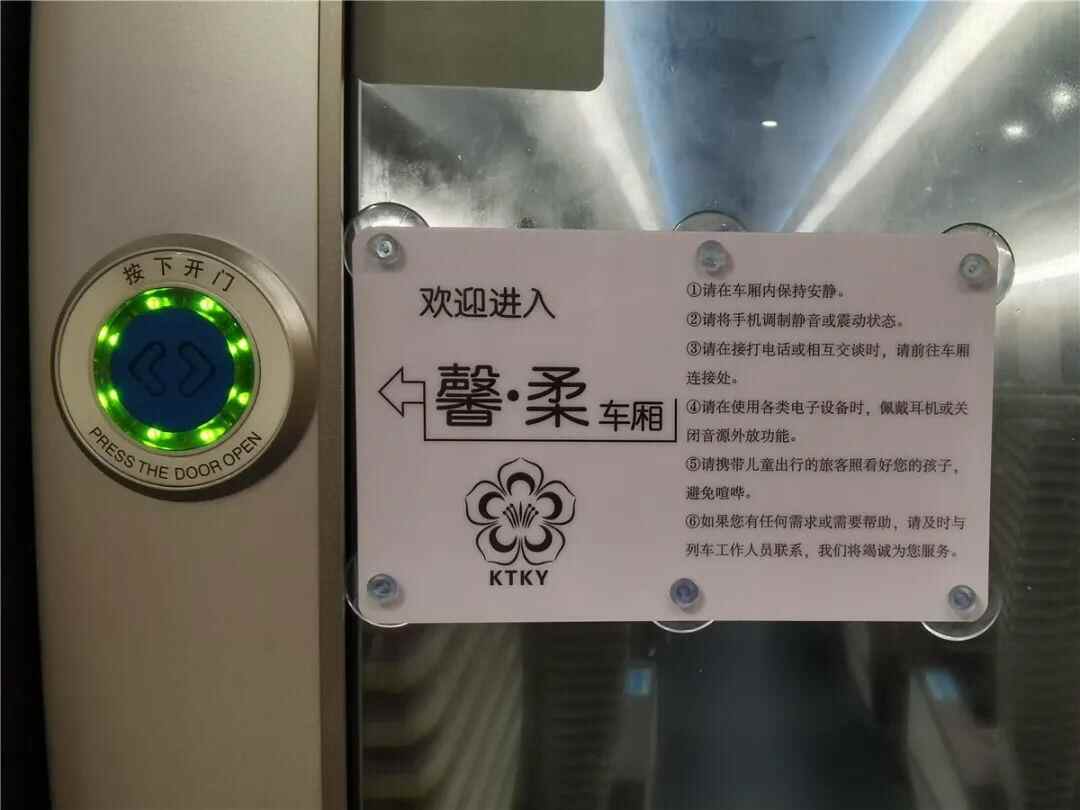 按下开门
PRESS THE DOOR OPEN
欢迎进入
馨·柔车厢
KTKY
①请在车厢内保持安静。
②请将手机调制静音或震动状态。
③请在接打电话或相互交谈时，请前往车厢
连接处。
④请在使用各类电子设备时，佩戴耳机或关
闭音源外放功能。
⑤请携带儿童出行的旅客照看好您的孩子，
避免喧哗。
⑥如果您有任何需求或需要帮助，请及时与
列车工作人员联系，我们将竭诚为您服务。